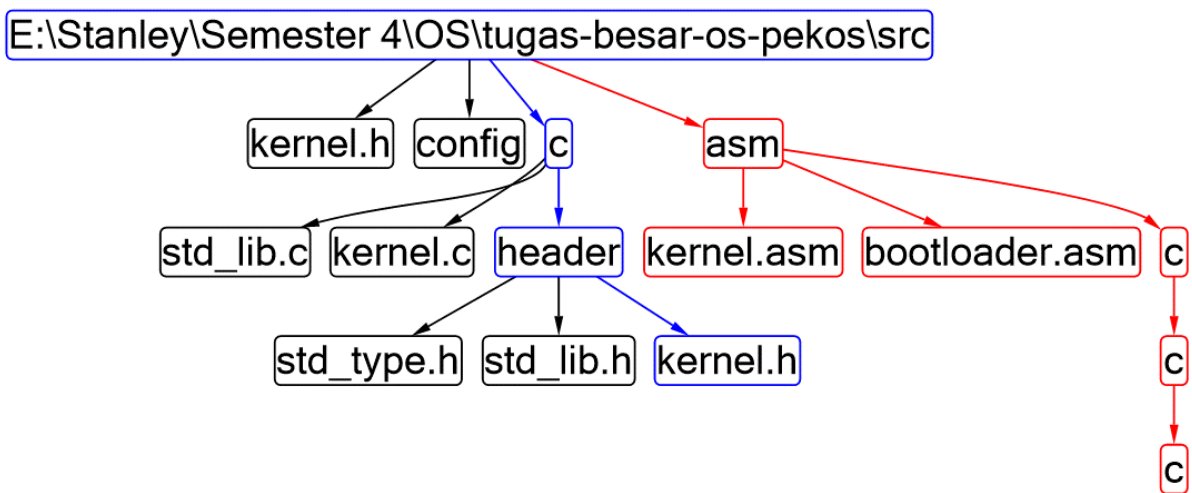 E:\Stanley\Semester 4\OS\tugas-besar-os-pekos\src
kernel.h
config
c
asm
std_lib.c
kernel.c
header
kernel.asm
bootloader.asm
c
std_type.h
std_lib.h
kernel.h
c
c